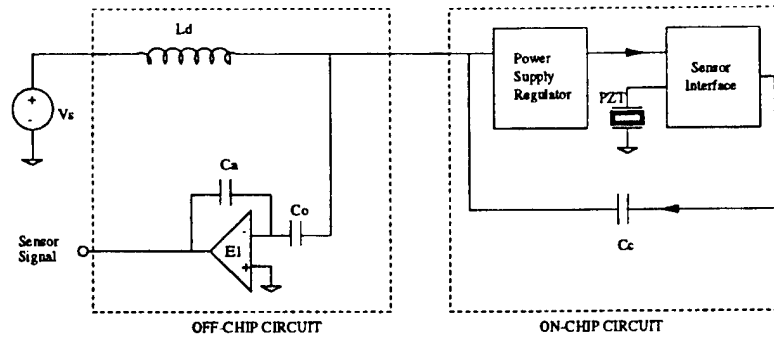 Ld
Power
Supply
Regulator
Sensor
Interface
+
-
Vs
PZT
Ca
Co
-
E1
+
Cc
Sensor
Signal
OFF-CHIP CIRCUIT
ON-CHIP CIRCUIT